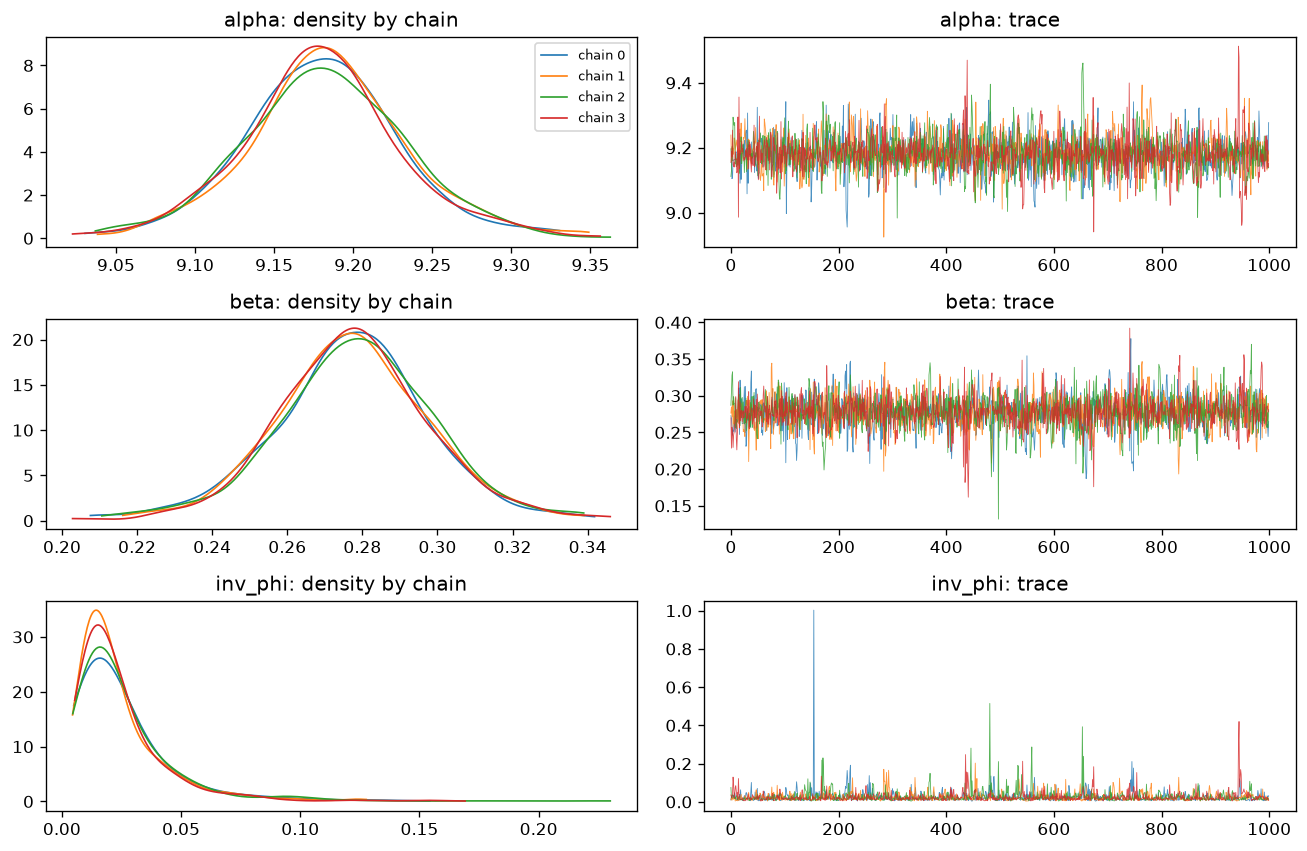 alpha: density by chain
8
6
4
2
0
chain 0
chain 1
chain 2
chain 3
9.05 9.10 9.15 9.20 9.25 9.30 9.35
alpha: trace
9.4
9.2
9.0
0 200 400 600 800 1000
beta: density by chain
20
15
10
5
0
0.20 0.22 0.24 0.26 0.28 0.30 0.32 0.34
beta: trace
0.40
0.35
0.30
0.25
0.20
0.15
0 200 400 600 800 1000
inv_phi: density by chain
30
20
10
0
0.00 0.05 0.10 0.15 0.20
inv_phi: trace
1.0
0.8
0.6
0.4
0.2
0.0
0 200 400 600 800 1000